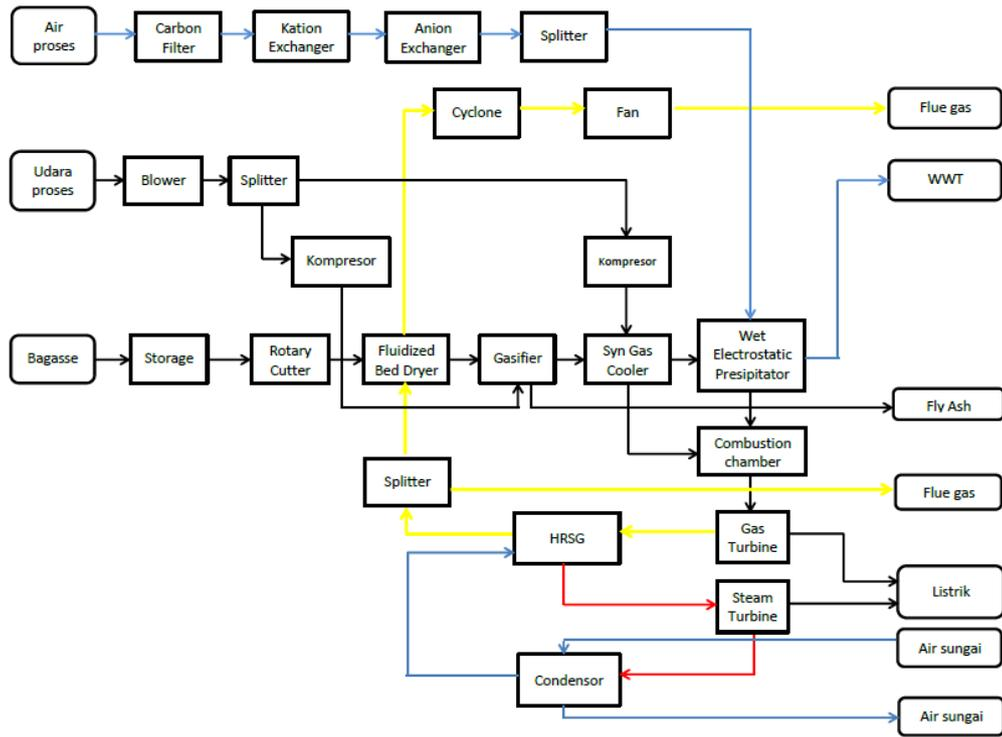 Air
proses
Carbon
Filter
Kation
Exchanger
Anion
Exchanger
Splitter
Cyclone
Fan
Flue gas
Udara
proses
Blower
Splitter
WWT
Kompresor
Kompresor
Bagasse
Storage
Rotary
Cutter
Fluidized
Bed Dryer
Gasifier
Syn Gas
Cooler
Wet
Electrostatic
Presipitator
Fly Ash
Combustion
chamber
Splitter
Flue gas
HRSG
Gas
Turbine
Listrik
Steam
Turbine
Air sungai
Condensor
Air sungai